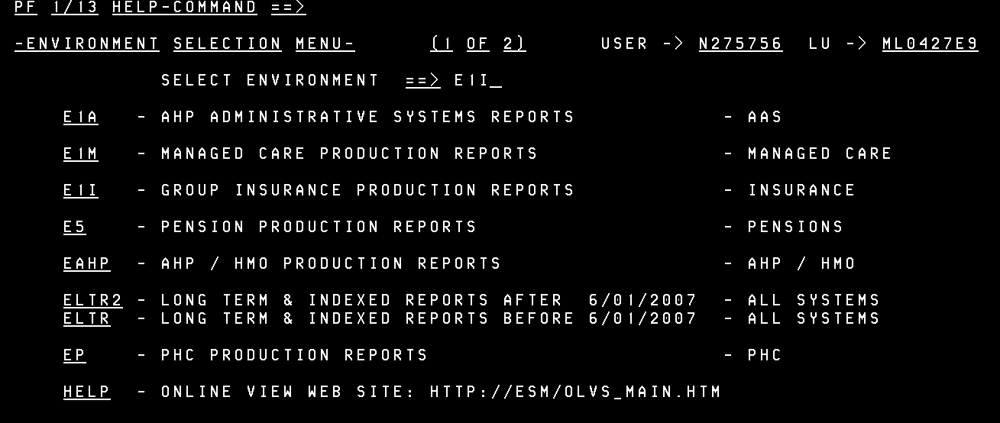 PF 1/13 HELP-COMMAND ==>
-ENVIRONMENT SELECTION MENU- (1 OF 2) USER -> N275756 LU -> ML0427E9
SELECT ENVIRONMENT ==> E1I_
E1A - AHP ADMINISTRATIVE SYSTEMS REPORTS - AAS
E1M - MANAGED CARE PRODUCTION REPORTS - MANAGED CARE
E1I - GROUP INSURANCE PRODUCTION REPORTS - INSURANCE
E5 - PENSION PRODUCTION REPORTS - PENSIONS
EAHP - AHP / HMO PRODUCTION REPORTS - AHP / HMO
ELTR2 - LONG TERM & INDEXED REPORTS AFTER 6/01/2007 - ALL SYSTEMS
ELTR - LONG TERM & INDEXED REPORTS BEFORE 6/01/2007 - ALL SYSTEMS
EP - PHC PRODUCTION REPORTS - PHC
HELP - ONLINE VIEW WEB SITE: HTTP://ESM/OLVS_MAIN.HTM